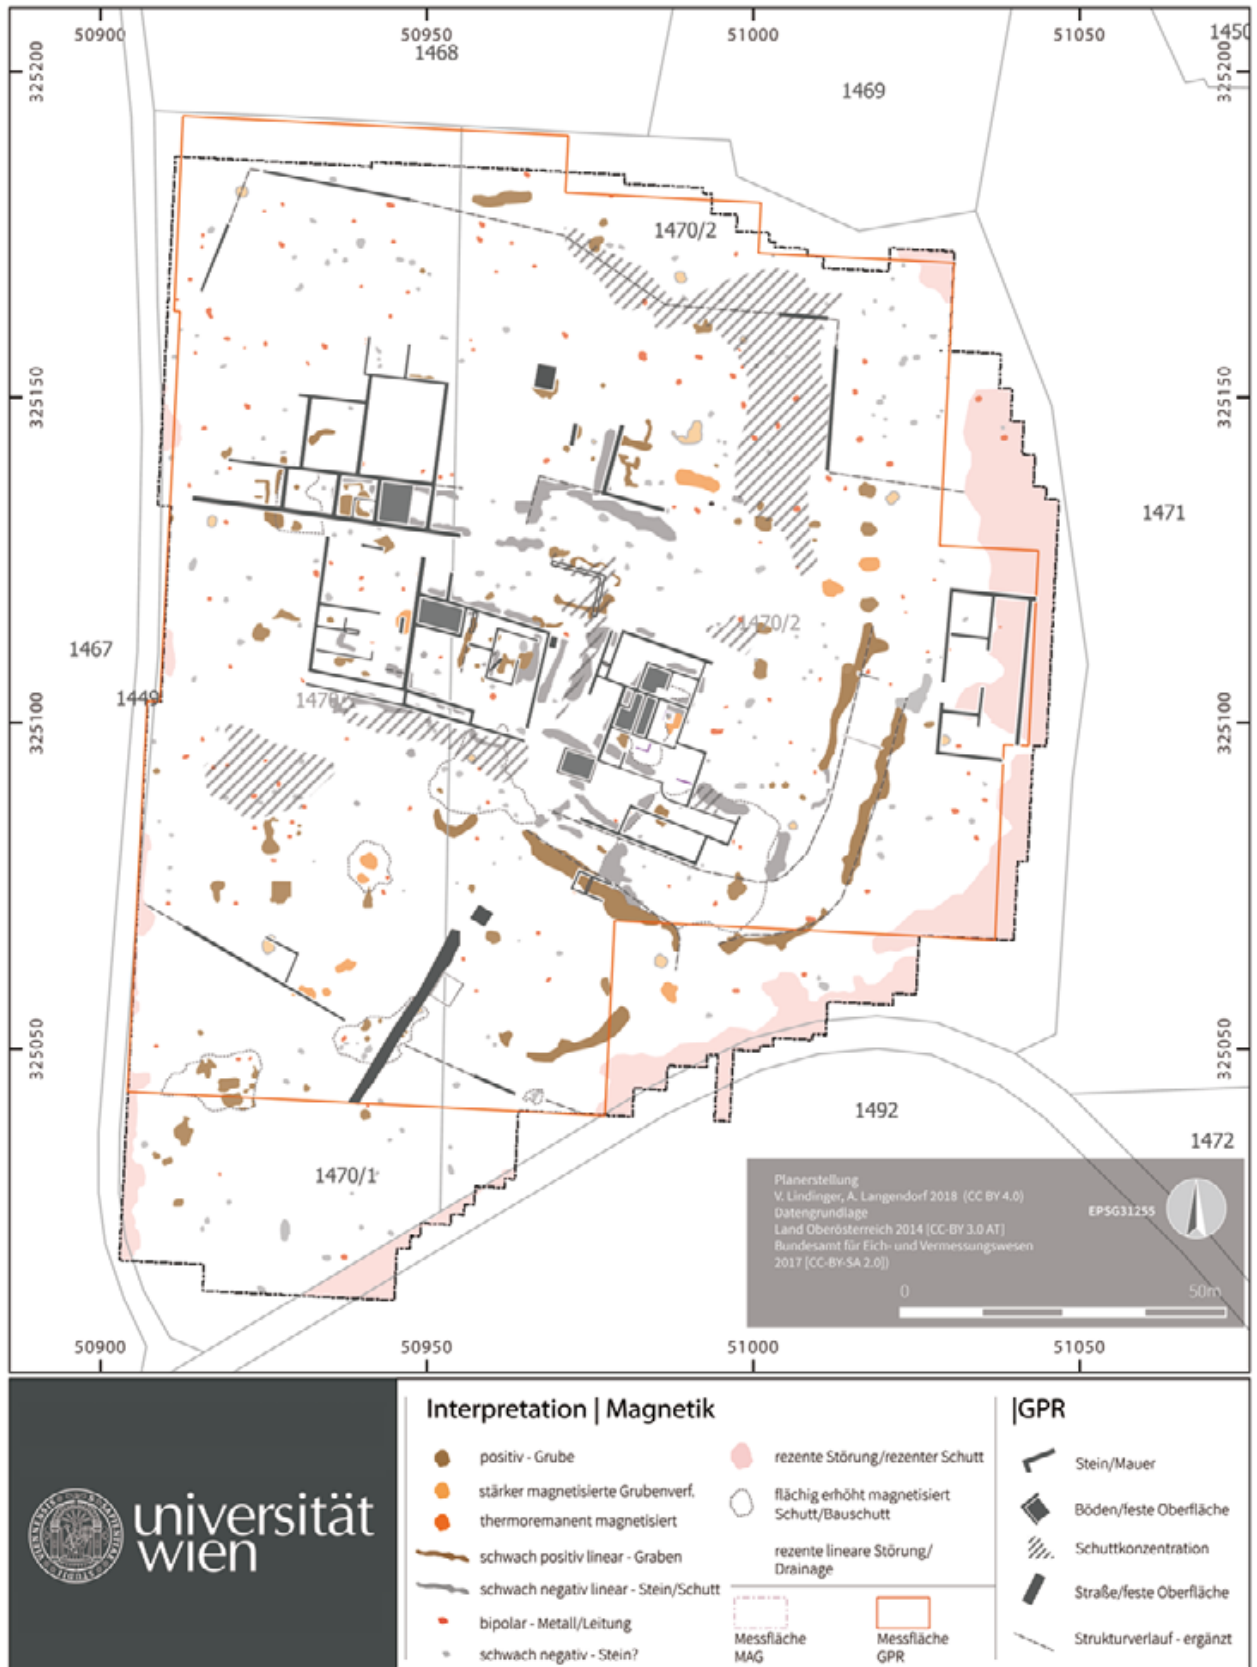 50900 50950 51000 51050
1468
1450
325200
325200
1469
1470/2
325150
325150
1471
1470/2
1467
1449
325100
325100
325050
325050
1492
1472
1470/1
Planerstellung
V. Lindinger, A. Langendorf 2018 (CC BY 4.0)
Datengrundlage
Land Oberösterreich 2014 [CC-BY 3.0 AT]
Bundesamt für Eich- und Vermessungswesen
2017 [CC-BY-SA 2.0])
EPSG31255
0 50m
50900 50950 51000 51050
universität
wien
Interpretation | Magnetik
positiv - Grube
stärker magnetisierte Grubenverf.
thermoremanent magnetisiert
schwach positiv linear - Graben
schwach negativ linear - Stein/Schutt
bipolar - Metall/Leitung
schwach negativ - Stein?
rezente Störung/rezenter Schutt
flächig erhöht magnetisiert
Schutt/Bauschutt
rezente lineare Störung/
Drainage
Messfläche
MAG
Messfläche
GPR
|GPR
Stein/Mauer
Böden/feste Oberfläche
Schuttkonzentration
Straße/feste Oberfläche
Strukturverlauf - ergänzt